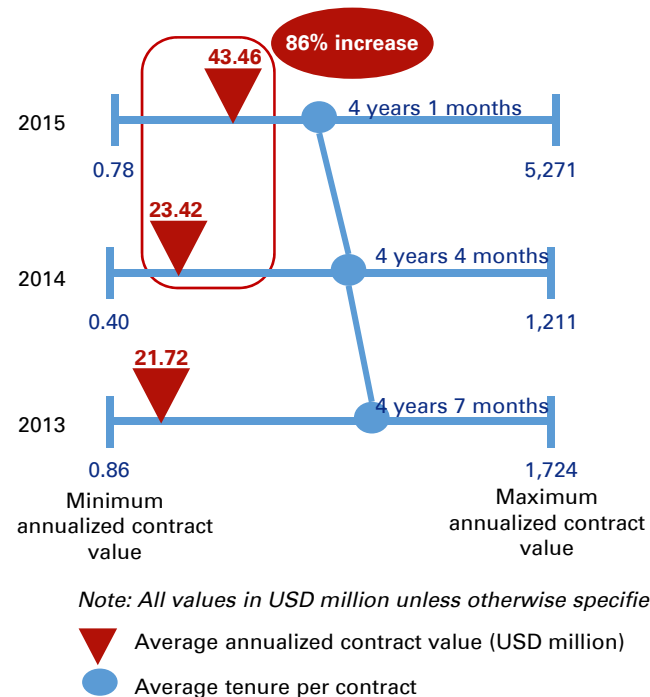 86% increase
43.46
2015
4 years 1 months
0.78
5,271
23.42
2014
4 years 4 months
0.40
1,211
21.72
2013
4 years 7 months
0.86
1,724
Minimum
annualized contract
value
Maximum
annualized contract
value
Note: All values in USD million unless otherwise specifie
Average annualized contract value (USD million)
Average tenure per contract